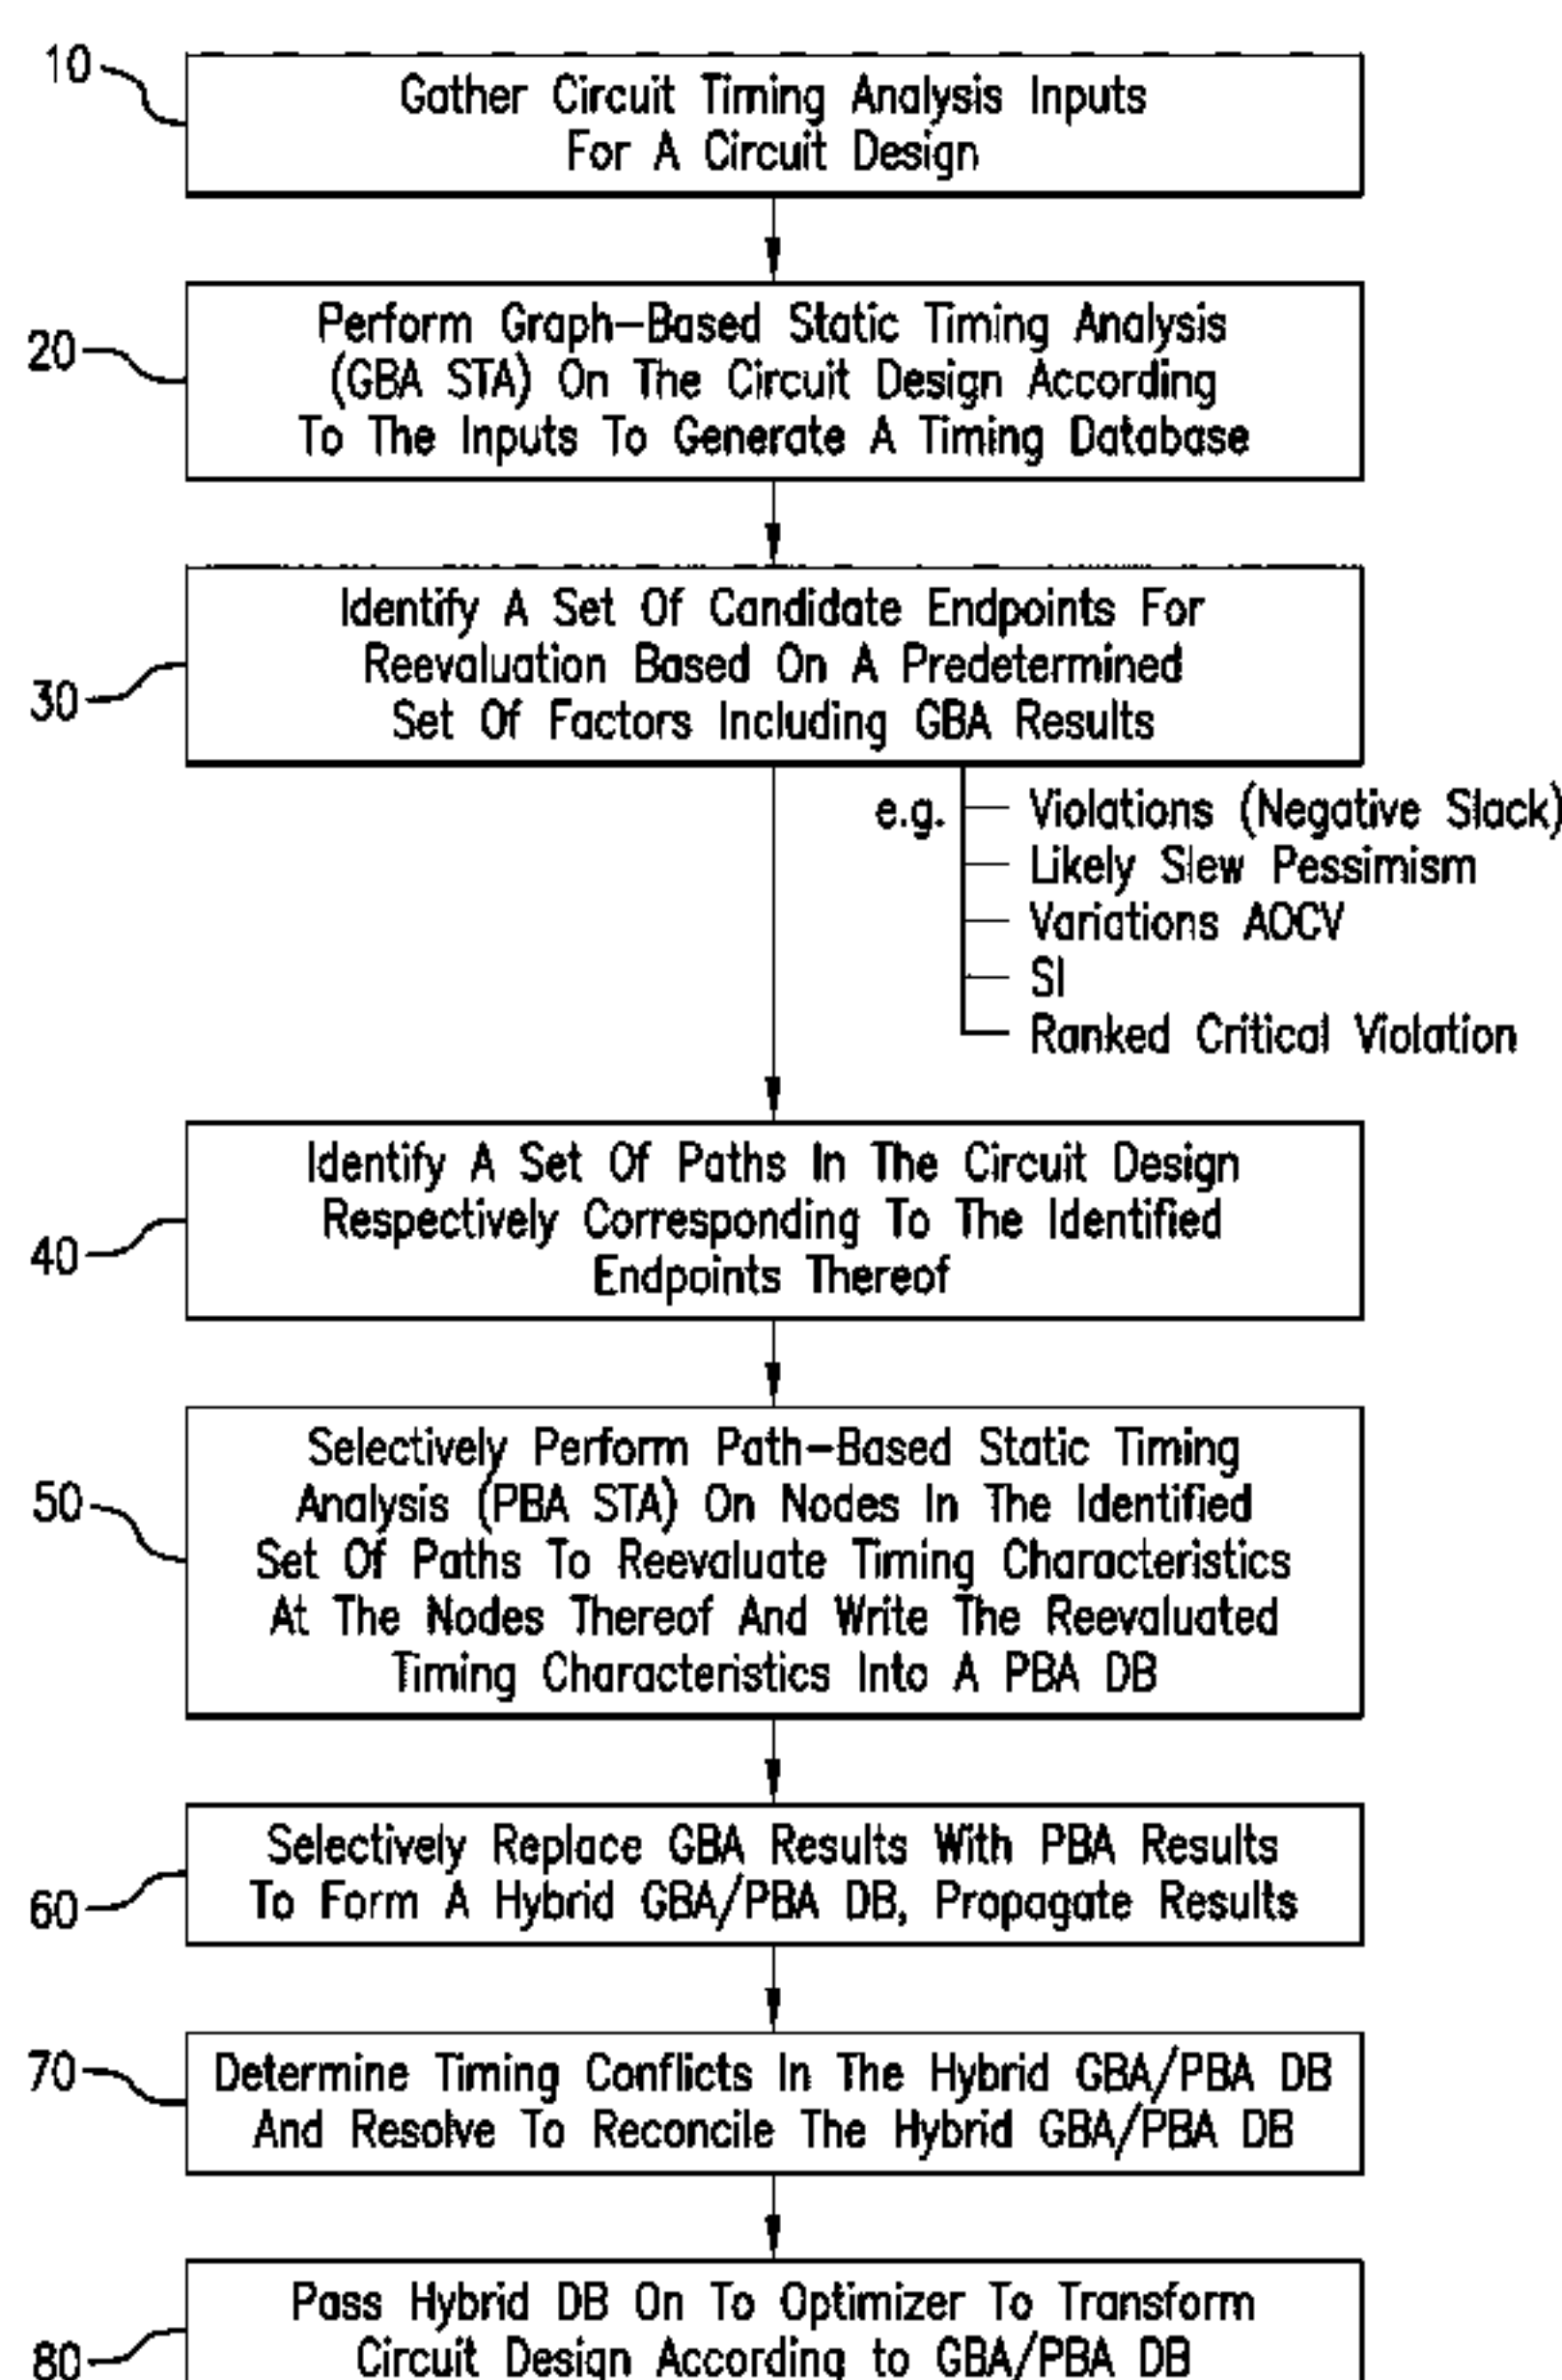 10
Gather Circuit Timing Analysis Inputs
For A Circuit Design
20
Perform Graph-Based Static Timing Analysis
(GBA STA) On The Circuit Design According
To The Inputs To Generate A Timing Database
30
Identify A Set Of Candidate Endpoints For
Reevaluation Based On A Predetermined
Set Of Factors Including GBA Results
e.g.
Violations (Negative Slack)
Likely Slew Pessimism
Variations AOCV
SI
Ranked Critical Violation
40
Identify A Set Of Paths In The Circuit Design
Respectively Corresponding To The Identified
Endpoints Thereof
50
Selectively Perform Path-Based Static Timing
Analysis (PBA STA) On Nodes In The Identified
Set Of Paths To Reevaluate Timing Characteristics
At The Nodes Thereof And Write The Reevaluated
Timing Characteristics Into A PBA DB
60
Selectively Replace GBA Results With PBA Results
To Form A Hybrid GBA/PBA DB, Propagate Results
70
Determine Timing Conflicts In The Hybrid GBA/PBA DB
And Resolve To Reconcile The Hybrid GBA/PBA DB
80
Pass Hybrid DB On To Optimizer To Transform
Circuit Design According to GBA/PBA DB